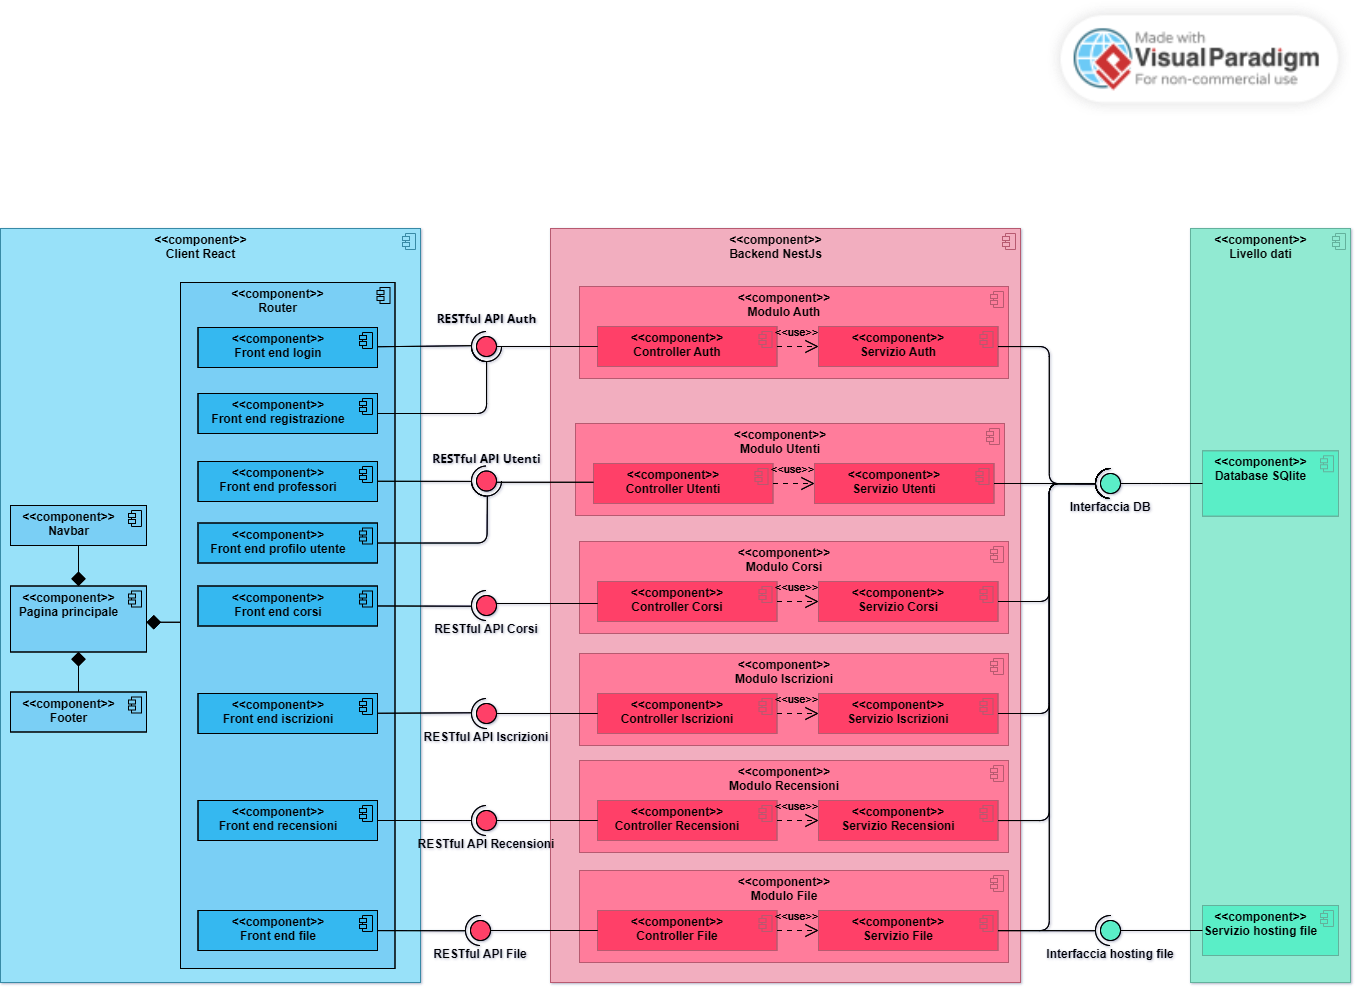 Made with
Visual Paradigm
For non-commercial use
<<component>>
Client React
<<component>>
Router
<<component>>
Front end login
<<component>>
Front end registrazione
<<component>>
Front end professori
<<component>>
Front end profilo utente
<<component>>
Front end corsi
<<component>>
Front end iscrizioni
<<component>>
Front end recensioni
<<component>>
Front end file
<<component>>
Navbar
<<component>>
Pagina principale
<<component>>
Footer
RESTful API Auth
RESTful API Utenti
RESTful API Corsi
RESTful API Iscrizioni
RESTful API Recensioni
RESTful API File
<<component>>
Backend NestJs
<<component>>
Modulo Auth
<<component>>
Controller Auth
<<use>>
<<component>>
Servizio Auth
<<component>>
Modulo Utenti
<<component>>
Controller Utenti
<<use>>
<<component>>
Servizio Utenti
<<component>>
Modulo Corsi
<<component>>
Controller Corsi
<<use>>
<<component>>
Servizio Corsi
<<component>>
Modulo Iscrizioni
<<component>>
Controller Iscrizioni
<<use>>
<<component>>
Servizio Iscrizioni
<<component>>
Modulo Recensioni
<<component>>
Controller Recensioni
<<use>>
<<component>>
Servizio Recensioni
<<component>>
Modulo File
<<component>>
Controller File
<<use>>
<<component>>
Servizio File
Interfaccia DB
Interfaccia hosting file
<<component>>
Livello dati
<<component>>
Database SQlite
<<component>>
Servizio hosting file